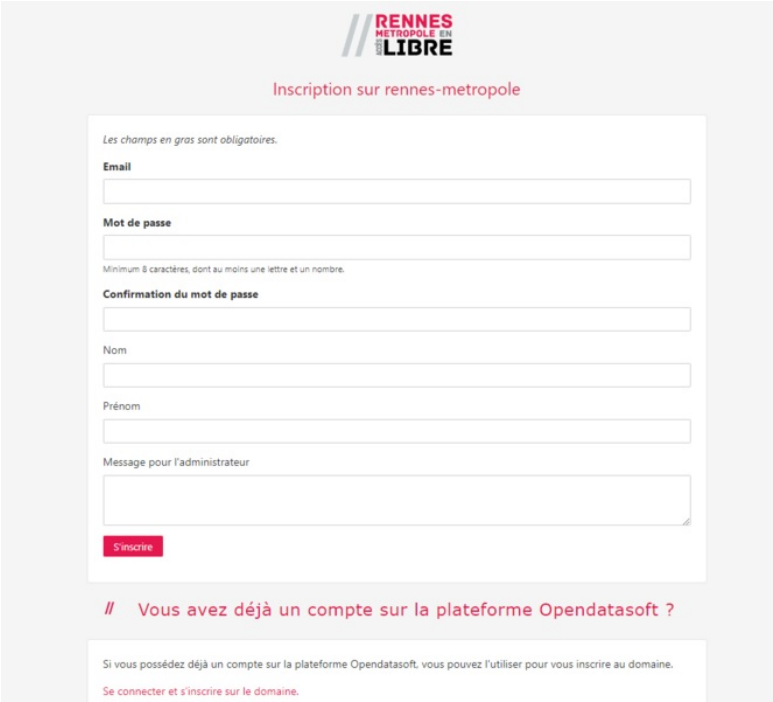 RENNES
METROPOLE EN
ACCÈS
LIBRE
Inscription sur rennes-metropole
Les champs en gras sont obligatoires.
Email
Mot de passe
Minimum 8 caractères, dont au moins une lettre et un nombre.
Confirmation du mot de passe
Nom
Prénom
Message pour l'administrateur
S'inscrire
// Vous avez déjà un compte sur la plateforme Opendatasoft ?
Si vous possédez déjà un compte sur la plateforme Opendatasoft, vous pouvez l'utiliser pour vous inscrire au domaine.
Se connecter et s'inscrire sur le domaine.